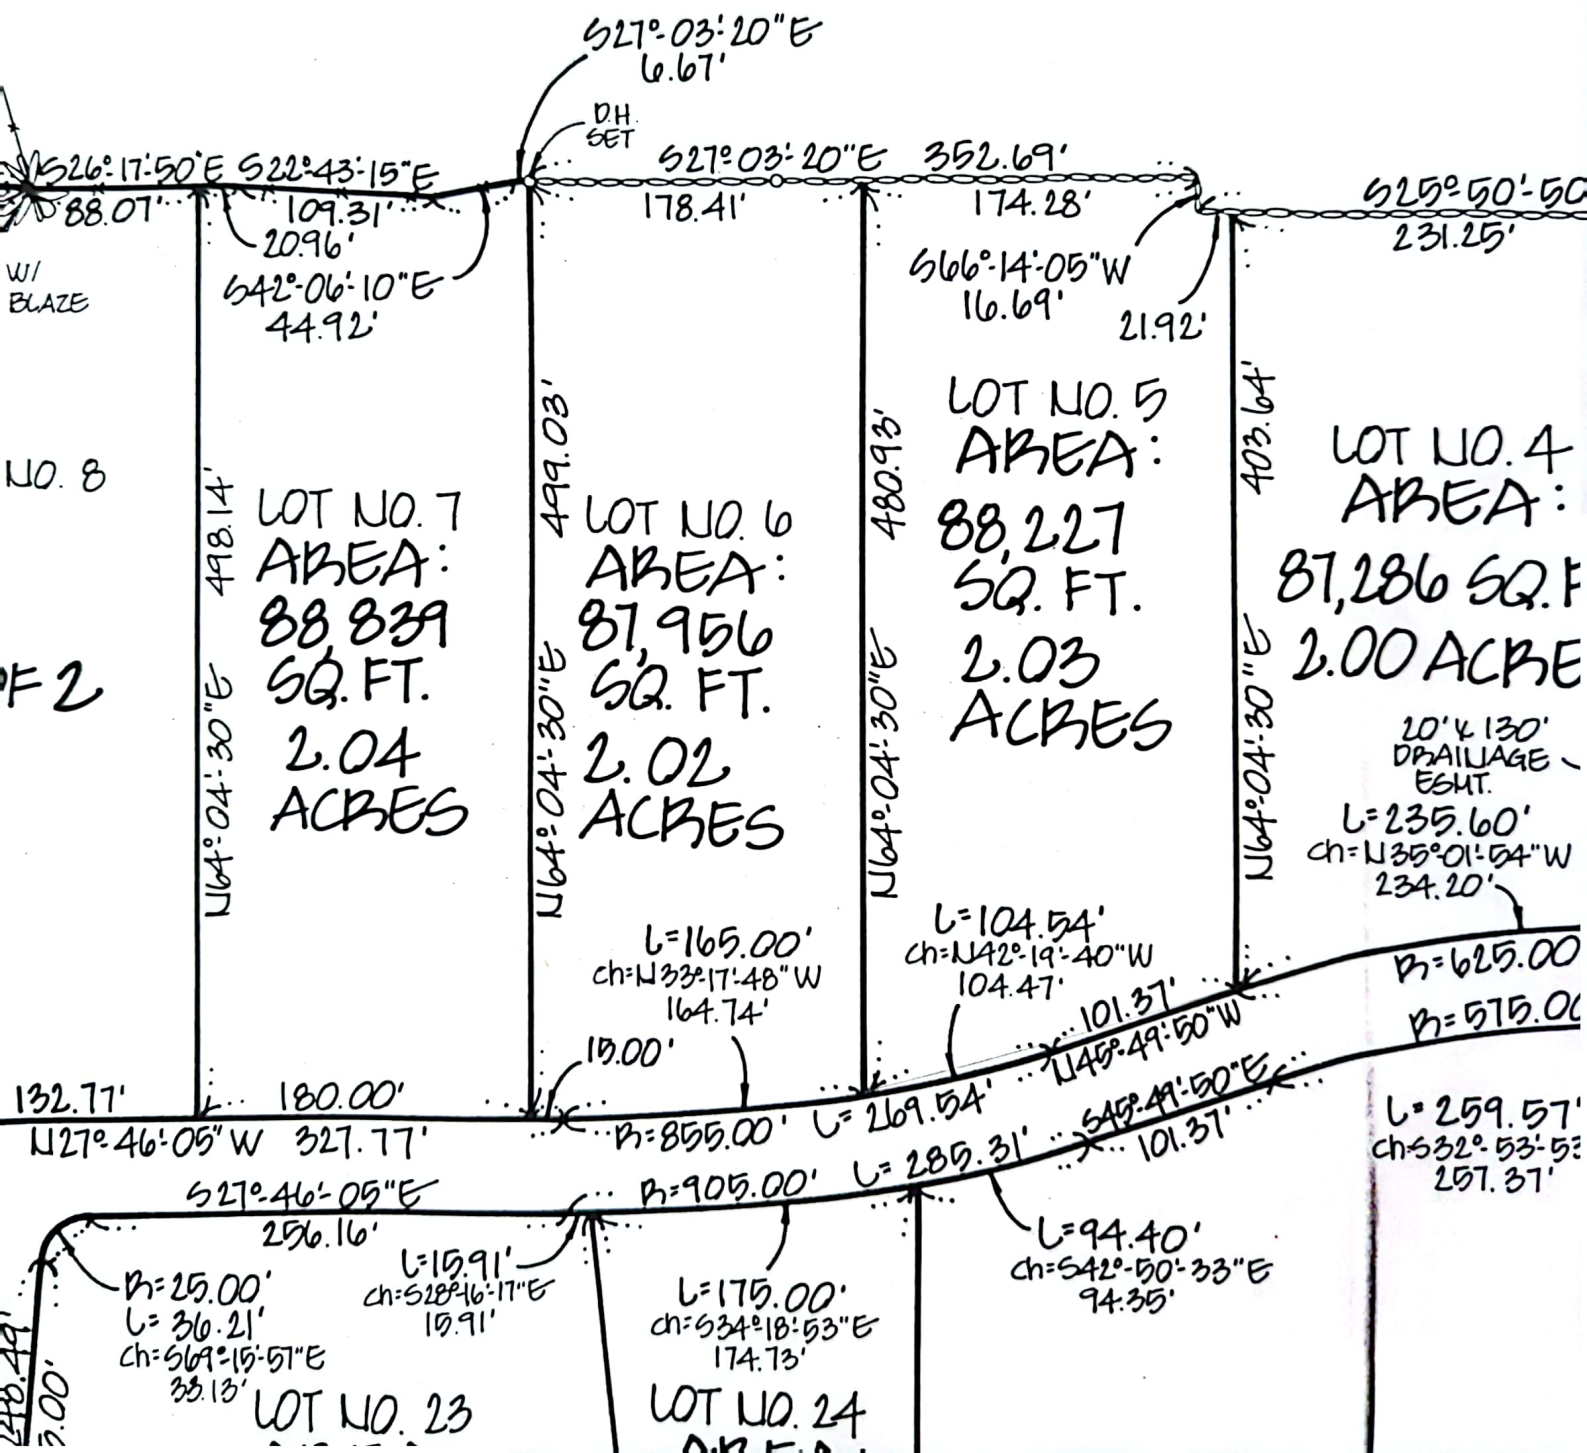 S27°-03'-20"E
6.67'
D.H.
SET
S26°-17'-50"E S22°-43'-15"E
S27°-03'-20"E 352.69'
S25°-50'-50
88.07'
109.31'
178.41'
174.28'
231.25'
20.96'
W/
BLAZE
S42°-06'-10"E
44.92'
S66°-14'-05"W
16.69'
21.92'
NO. 8
F 2
498.14'
N64°-04'-30"E
LOT NO. 7
AREA:
88,839
SQ. FT.
2.04
ACRES
499.03'
N64°-04'-30"E
LOT NO. 6
AREA:
87,956
SQ. FT.
2.02
ACRES
480.93'
N64°-04'-30"E
LOT NO. 5
AREA:
88,227
SQ. FT.
2.03
ACRES
403.64'
N64°-04'-30"E
LOT NO. 4
AREA:
87,286 SQ. F
2.00 ACRE
20' x 130'
DRAINAGE
ESMT.
L=235.60'
ch=N35°-01'-54"W
234.20'
L=165.00'
ch=N33°-17'-48"W
164.74'
L=104.54'
ch=N42°-19'-40"W
104.47'
15.00'
101.37'
N45°-49'-50"W
R=625.00
R=575.00
132.77'
180.00'
N27°-46'-05"W 327.77'
R=855.00' L=269.54'
S45°-49'-50"E
101.37'
S27°-46'-05"E
256.16'
R=905.00' L=285.31'
L=259.57'
ch=S32°-53'-53
257.37'
R=25.00'
L=36.21'
ch=S69°-15'-57"E
33.13'
L=15.91'
ch=S28°-16'-17"E
15.91'
L=175.00'
ch=S34°-18'-53"E
174.73'
L=94.40'
ch=S42°-50'-33"E
94.35'
248.49'
5.00'
LOT NO. 23
LOT NO. 24
AREA: